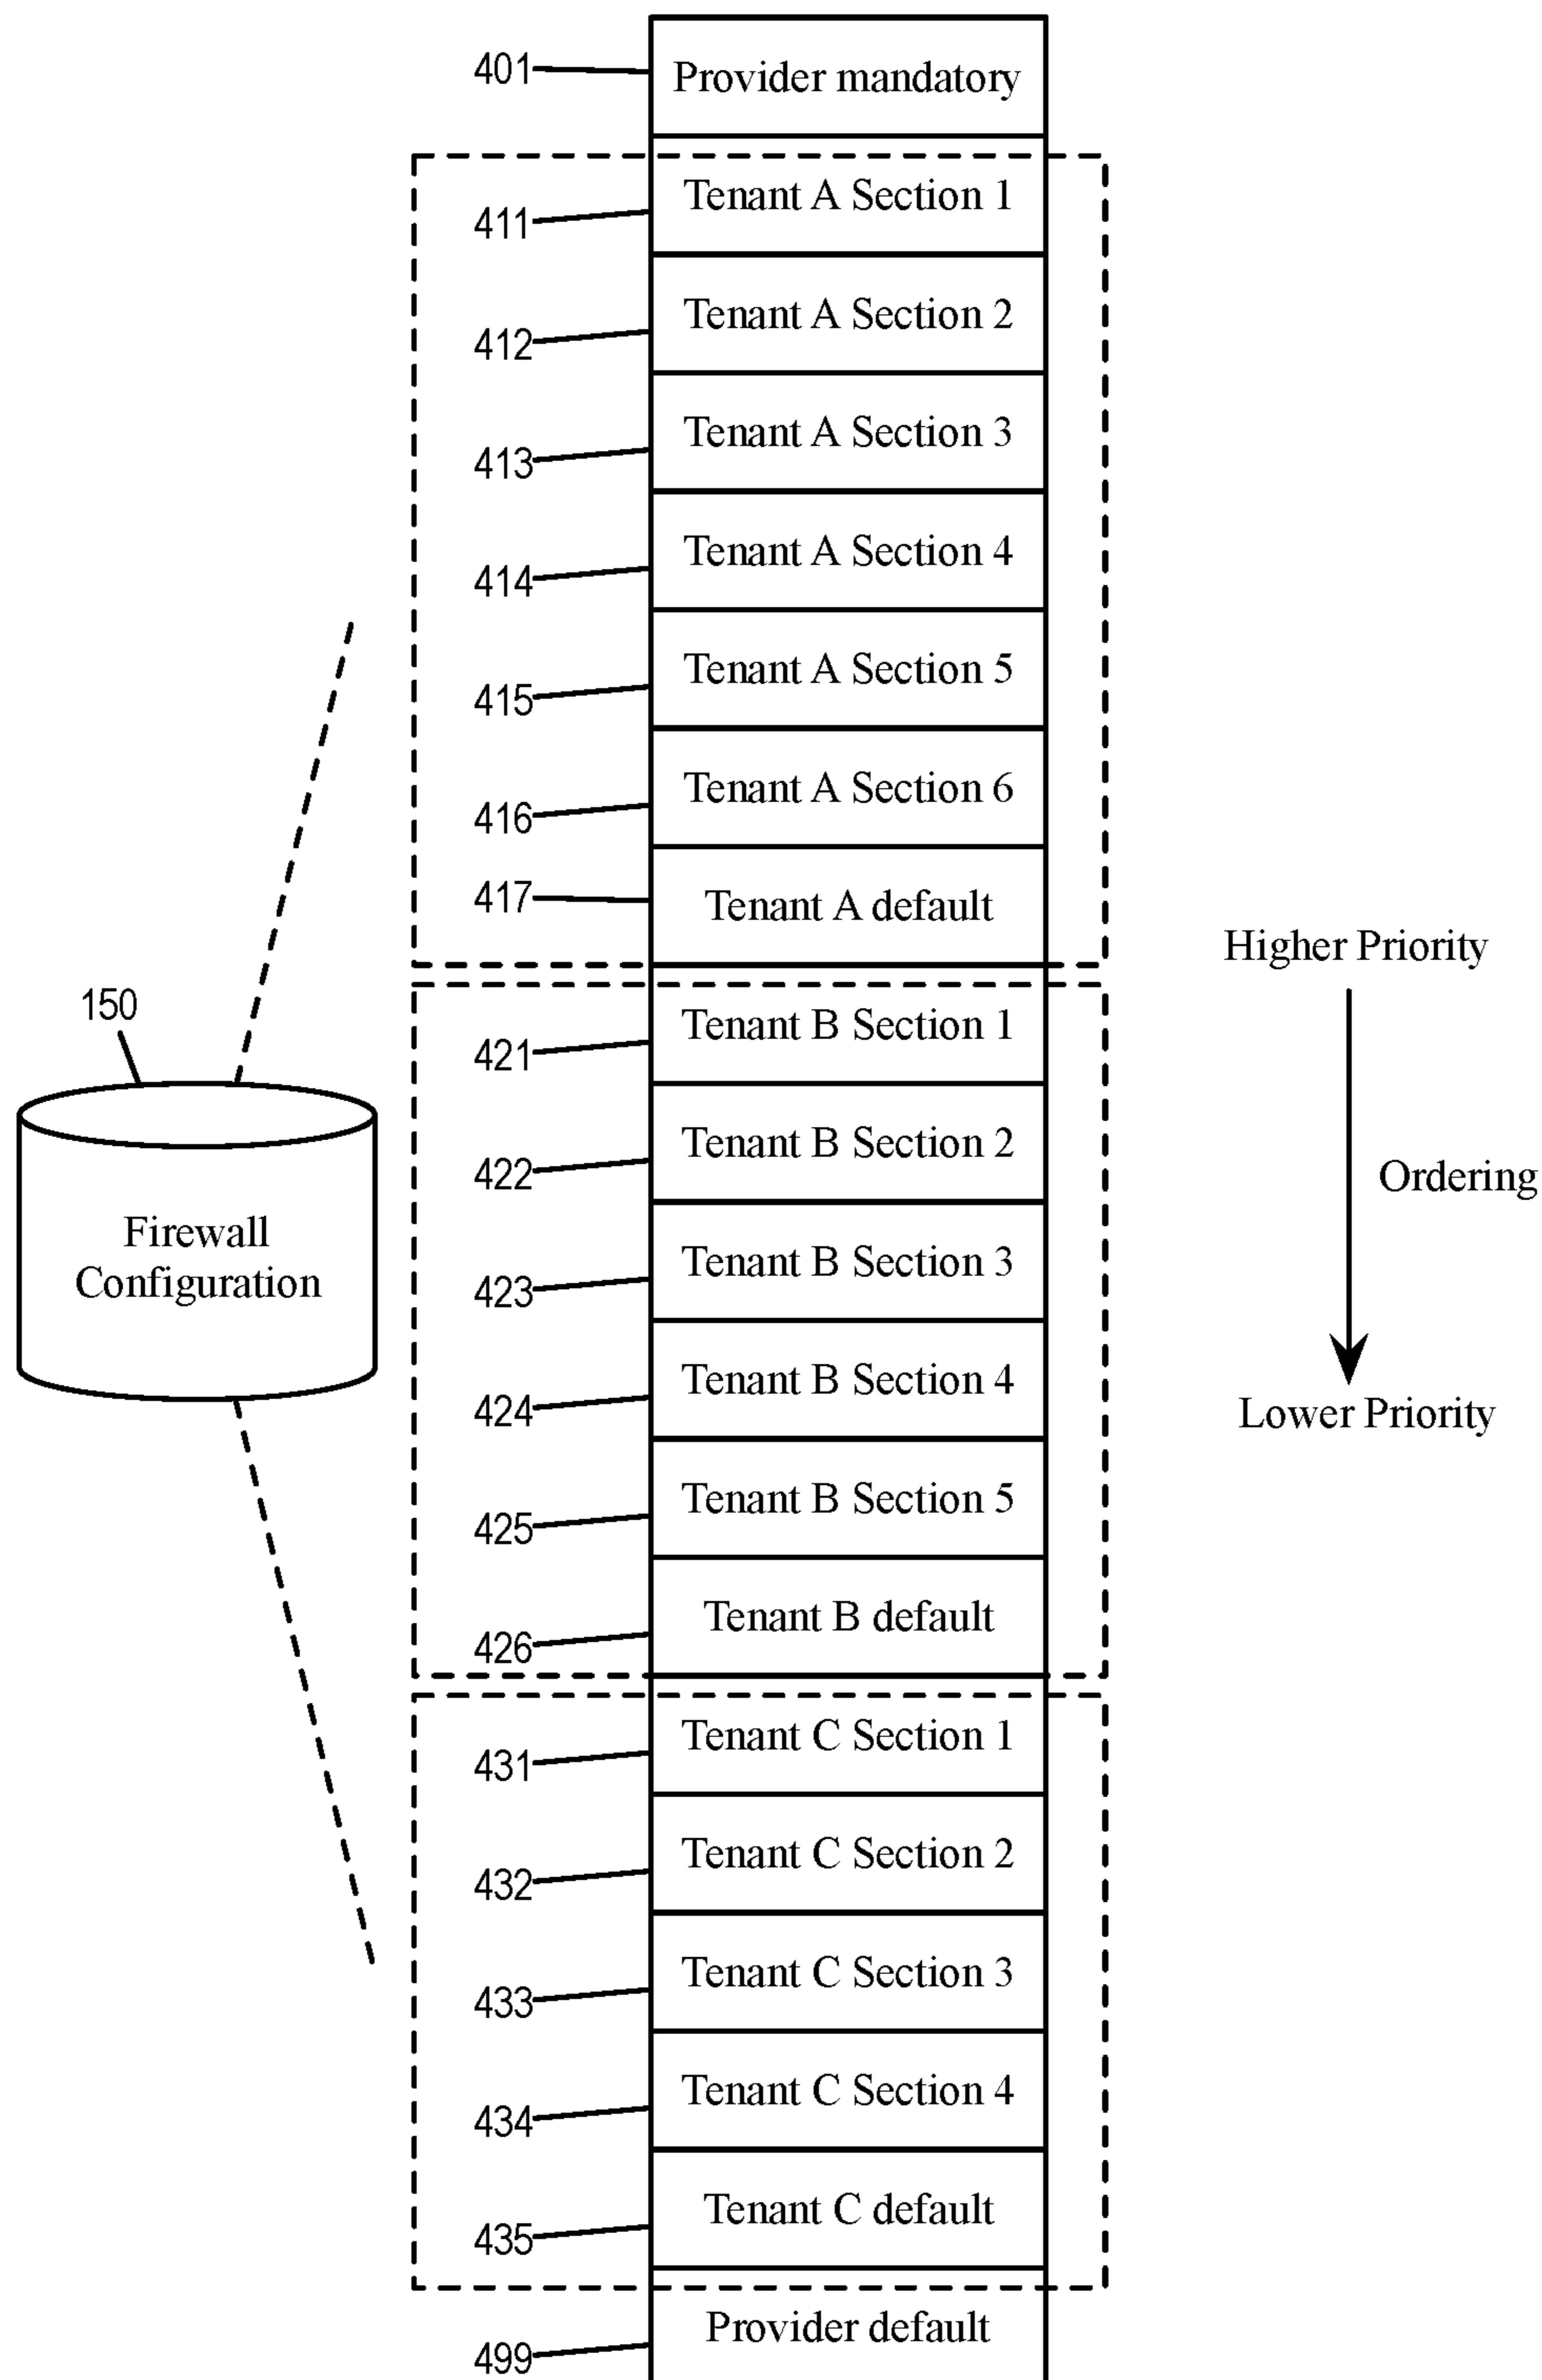 401
Provider mandatory
Tenant A Section 1
411
Tenant A Section 2
412
Tenant A Section 3
413
Tenant A Section 4
414
Tenant A Section 5
415
Tenant A Section 6
416
417
Tenant A default
Higher Priority
150
Tenant B Section 1
421
Tenant B Section 2
422
Ordering
Firewall
Configuration
Tenant B Section 3
423
Tenant B Section 4
424
Lower Priority
Tenant B Section 5
425
Tenant B default
426
Tenant C Section 1
431
Tenant C Section 2
432
Tenant C Section 3
433
Tenant C Section 4
434
Tenant C default
435
Provider default
499